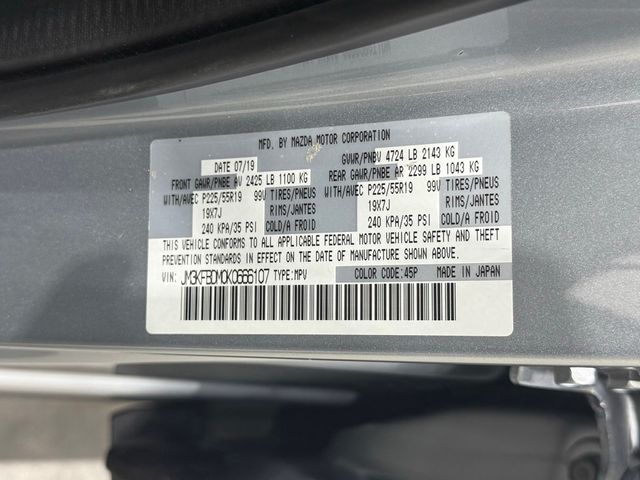 MFD. BY MAZDA MOTOR CORPORATION
DATE 07/19 GVWR/PNBV 4724 LB 2143 KG
FRONT GAWR/PNBE AV 2425 LB 1100 KG REAR GAWR/PNBE AR 2299 LB 1043 KG
WITH/AVEC P225/55R19 99V TIRES/PNEUS WITH/AVEC P225/55R19 99V TIRES/PNEUS
19X7J RIMS/JANTES 19X7J RIMS/JANTES
240 KPA/35 PSI COLD/A FROID 240 KPA/35 PSI COLD/A FROID
THIS VEHICLE CONFORMS TO ALL APPLICABLE FEDERAL MOTOR VEHICLE SAFETY AND THEFT
PREVENTION STANDARDS IN EFFECT ON THE DATE OF MANUFACTURE SHOWN ABOVE.
VIN: JM3KFBDM0K0666107 TYPE: MPV COLOR CODE: 45P MADE IN JAPAN